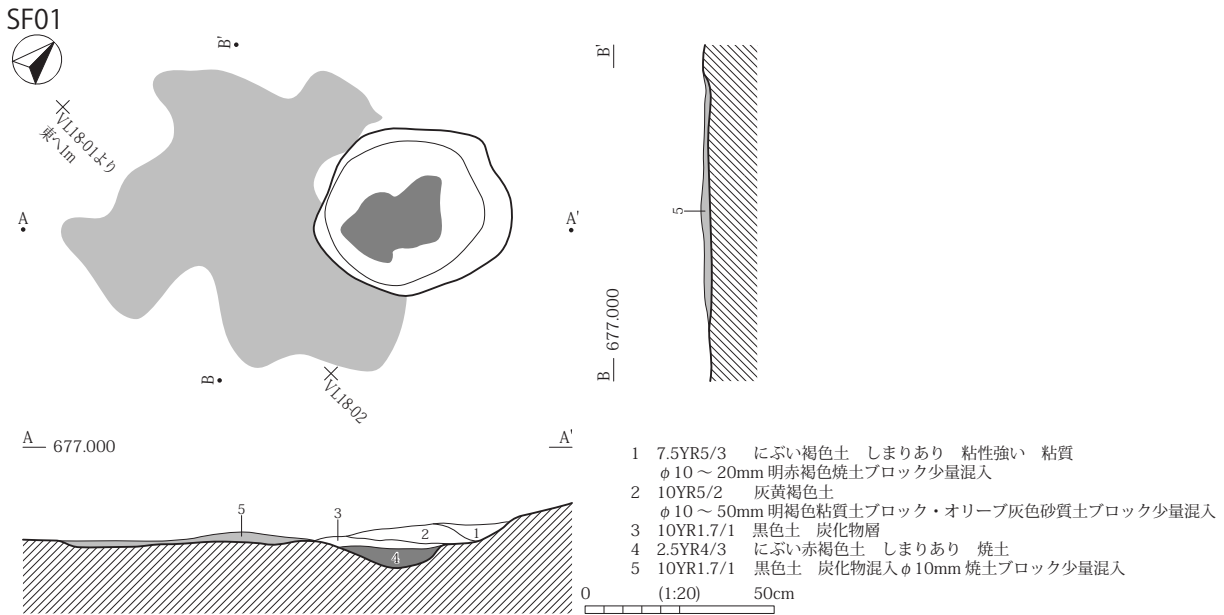 SF01
B'
VL18-01より
東へ1m
A
A'
B
VL18-02
B'
5
B 677.000
A 677.000
A'
5
3
2
1
4
1 7.5YR5/3 にぶい褐色土 しまりあり 粘性強い 粘質
φ10～20mm 明赤褐色焼土ブロック少量混入
2 10YR5/2 灰黄褐色土
φ10～50mm 明褐色粘質土ブロック・オリーブ灰色砂質土ブロック少量混入
3 10YR1.7/1 黒色土 炭化物層
4 2.5YR4/3 にぶい赤褐色土 しまりあり 焼土
5 10YR1.7/1 黒色土 炭化物混入φ10mm 焼土ブロック少量混入
0 (1:20) 50cm